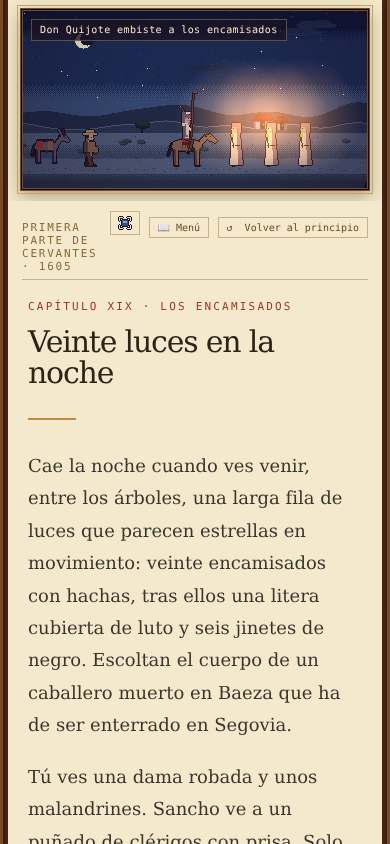 Don Quijote embiste a los encamisados
PRIMERA
PARTE DE
CERVANTES
· 1605
📖 Menú
↺ Volver al principio
CAPÍTULO XIX · LOS ENCAMISADOS
Veinte luces en la
noche
Cae la noche cuando ves venir,
entre los árboles, una larga fila de
luces que parecen estrellas en
movimiento: veinte encamisados
con hachas, tras ellos una litera
cubierta de luto y seis jinetes de
negro. Escoltan el cuerpo de un
caballero muerto en Baeza que ha
de ser enterrado en Segovia.
Tú ves una dama robada y unos
malandrines. Sancho ve a un
puñado de clérigos con prisa. Solo